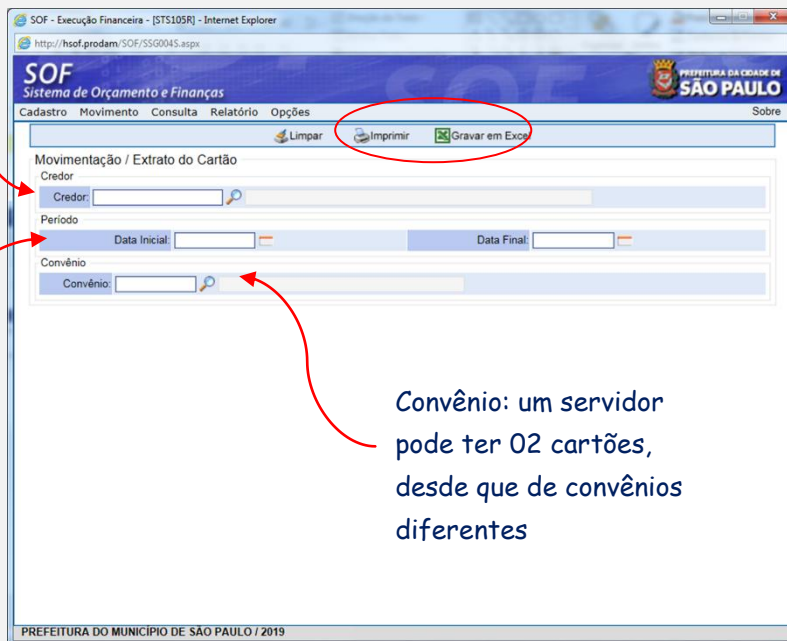 SOF - Execução Financeira - [STS105R] - Internet Explorer
http://hsof.prodam/SOF/SSG004S.aspx
SOF
Sistema de Orçamento e Finanças
PREFEITURA DA CIDADE DE
SÃO PAULO
Cadastro Movimento Consulta Relatório Opções Sobre
Limpar Imprimir Gravar em Excel
Movimentação / Extrato do Cartão
Credor
Credor:
Período
Data Inicial: Data Final:
Convênio
Convênio:
Convênio: um servidor
pode ter 02 cartões,
desde que de convênios
diferentes
PREFEITURA DO MUNICÍPIO DE SÃO PAULO / 2019